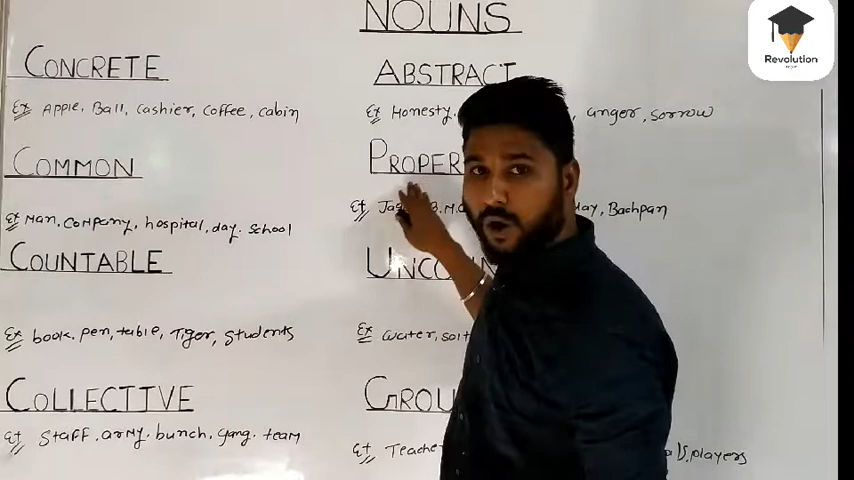 NOUNS
Revolution
CONCRETE
Ex Apple, Ball, cashier, coffee, cabin
COMMON
Ex Man, company, hospital, day, school
COUNTABLE
Ex book, pen, table, Tiger, students
COLLECTIVE
Ex staff, army, bunch, gang, team
ABSTRACT
Ex Honesty, anger, sorrow
PROPER
Ex Bachpan
Ex water,
Ex players